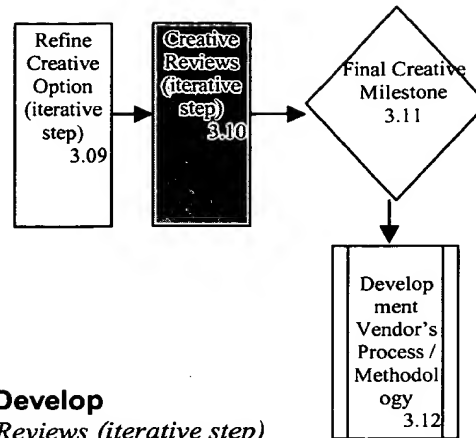 Refine
Creative
Option
(iterative
step)
3.09
Creative
Reviews
(iterative
step)
3.10
Final Creative
Milestone
3.11
Develop
ment
Vendor's
Process /
Methodol
ogy
3.12
Develop
Reviews (iterative step)